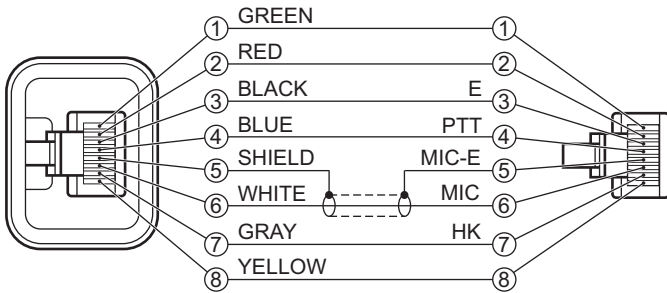 ① GREEN ①
② RED ②
③ BLACK E ③
④ BLUE PTT ④
⑤ SHIELD MIC-E ⑤
⑥ WHITE MIC ⑥
⑦ GRAY HK ⑦
⑧ YELLOW ⑧